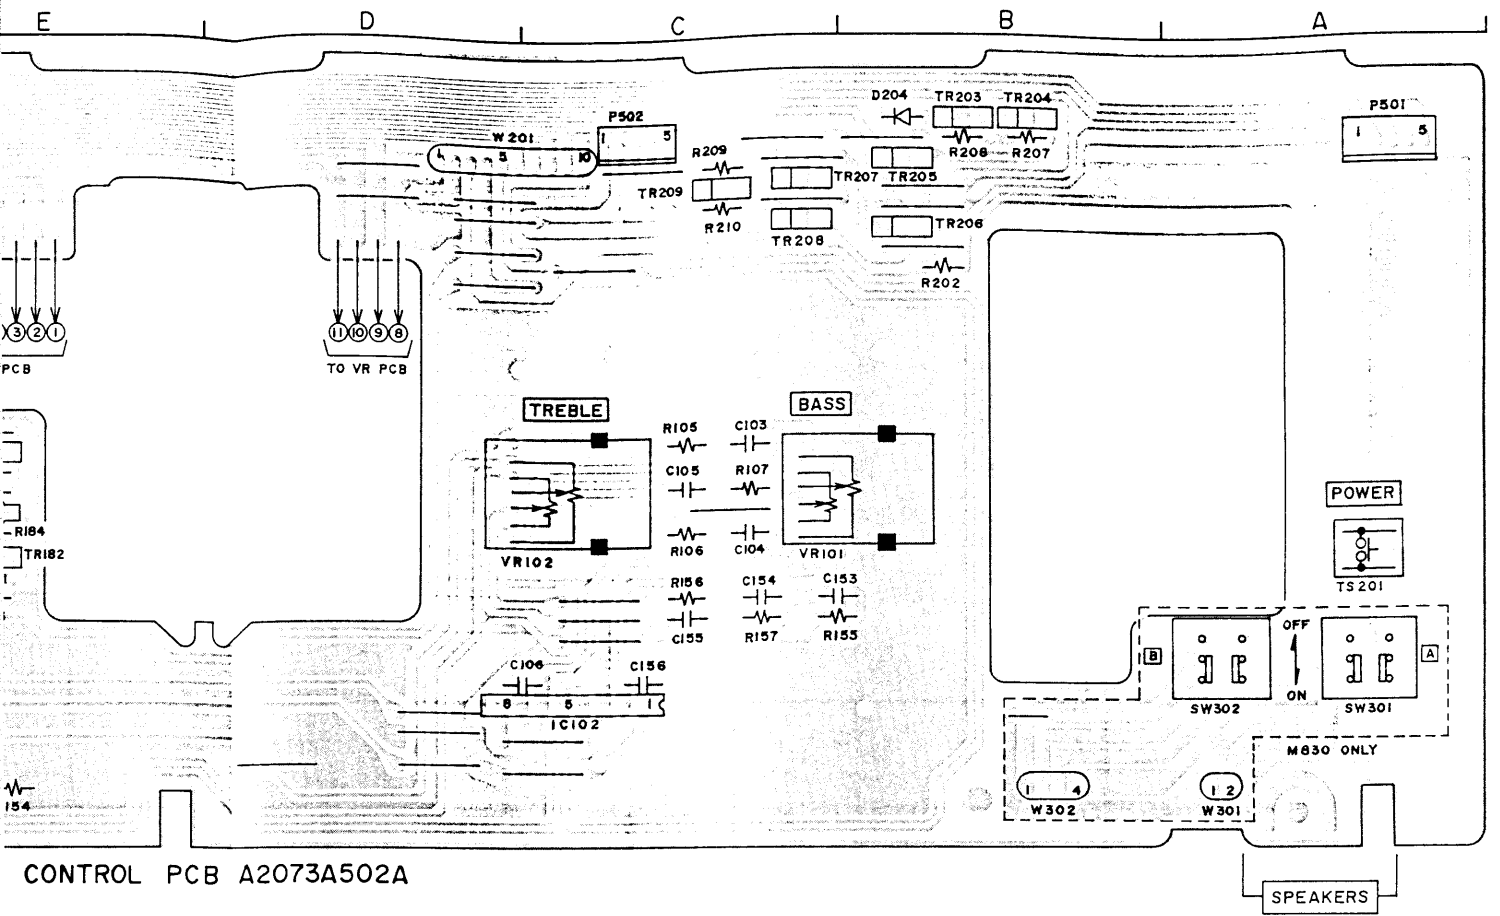 E D C B A
D204 TR203 TR204 P501
P502
1 5
1 5
W201
1 5 10
R209 R208 R207
TR207 TR205
TR209
R210 TR208 TR206
R202
3 2 1 11 10 9 8
PCB TO VR PCB
TREBLE BASS
R105 C103
C105 R107
POWER
R184
TR182
R106 C104 VR101
VR102
R156 C154 C153 TS201
C155 R157 R155
OFF
B A
ON
C106 C156
8 5 1
IC102
SW302 SW301
M830 ONLY
1 4 1 2
154 W302 W301
CONTROL PCB A2073A502A
SPEAKERS